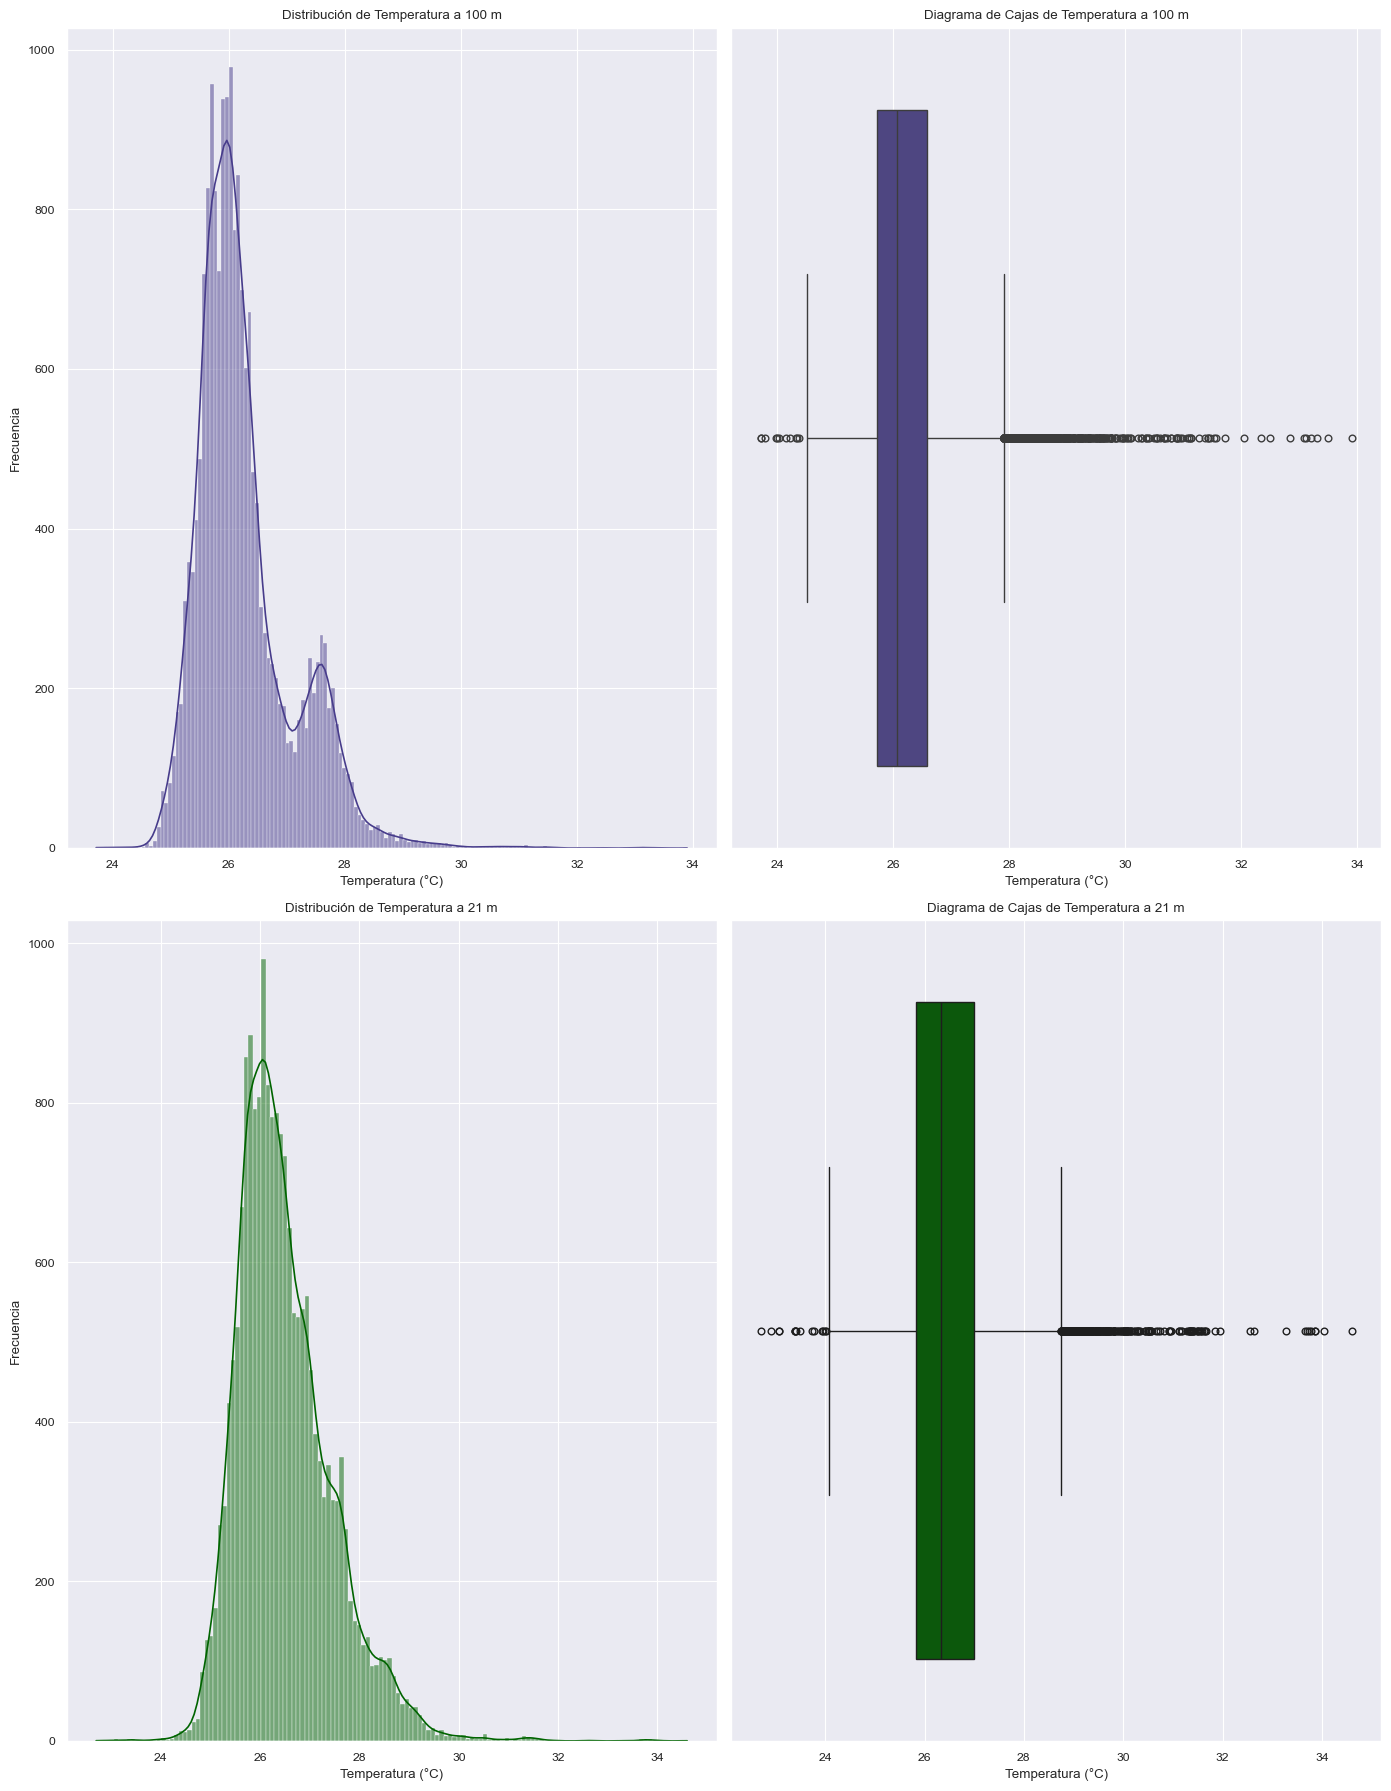 Distribución de Temperatura a 100 m
Diagrama de Cajas de Temperatura a 100 m
1000
800
600
400
200
0
Frecuencia
24 26 28 30 32 34
Temperatura (°C)
24 26 28 30 32 34
Temperatura (°C)
Distribución de Temperatura a 21 m
Diagrama de Cajas de Temperatura a 21 m
1000
800
600
400
200
0
Frecuencia
24 26 28 30 32 34
Temperatura (°C)
24 26 28 30 32 34
Temperatura (°C)